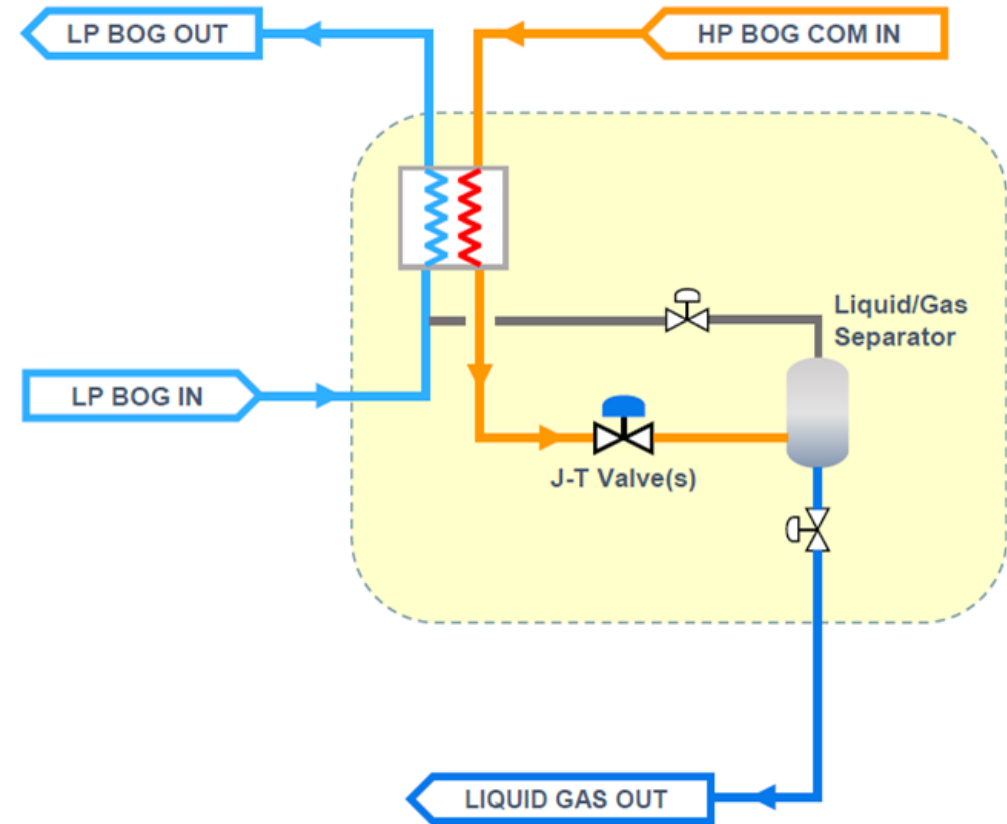 LP BOG OUT
HP BOG COM IN
Liquid/Gas
Separator
LP BOG IN
J-T Valve(s)
LIQUID GAS OUT